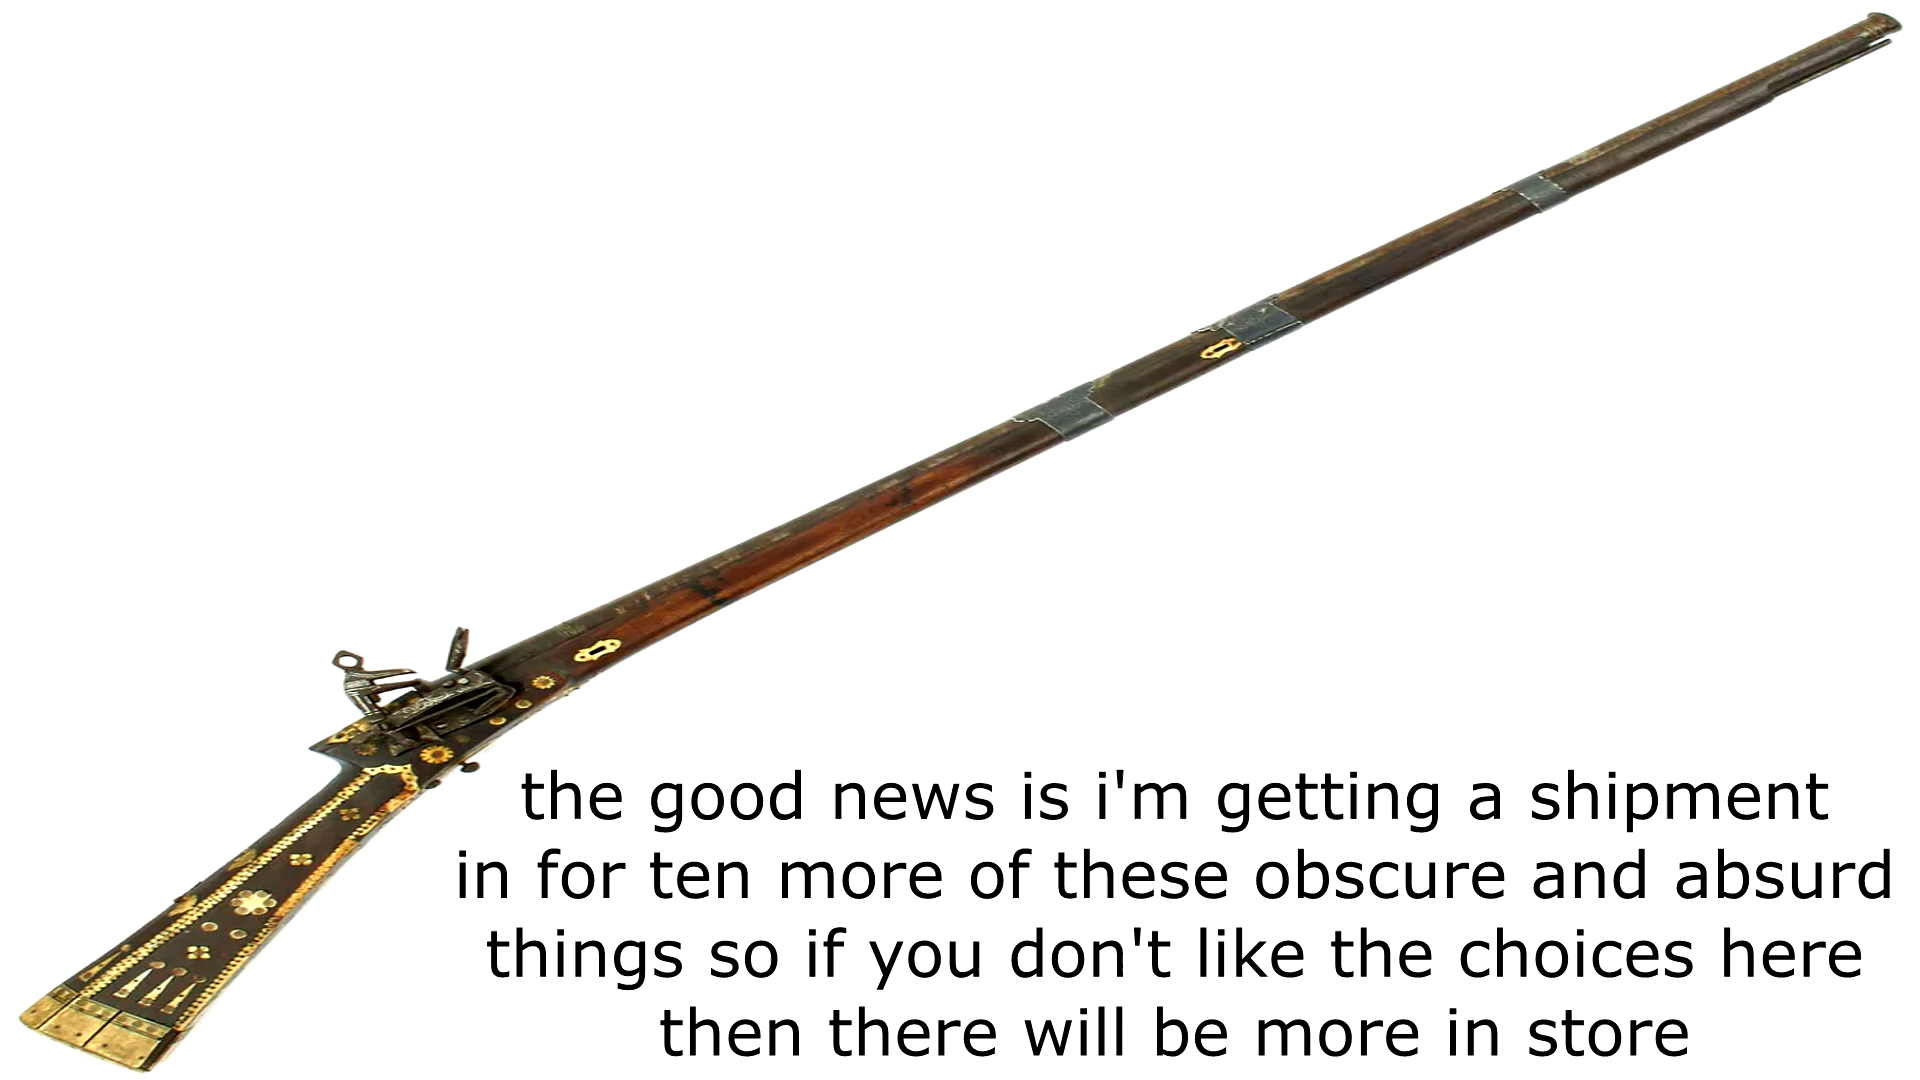 the good news is i'm getting a shipment
in for ten more of these obscure and absurd
things so if you don't like the choices here
then there will be more in store